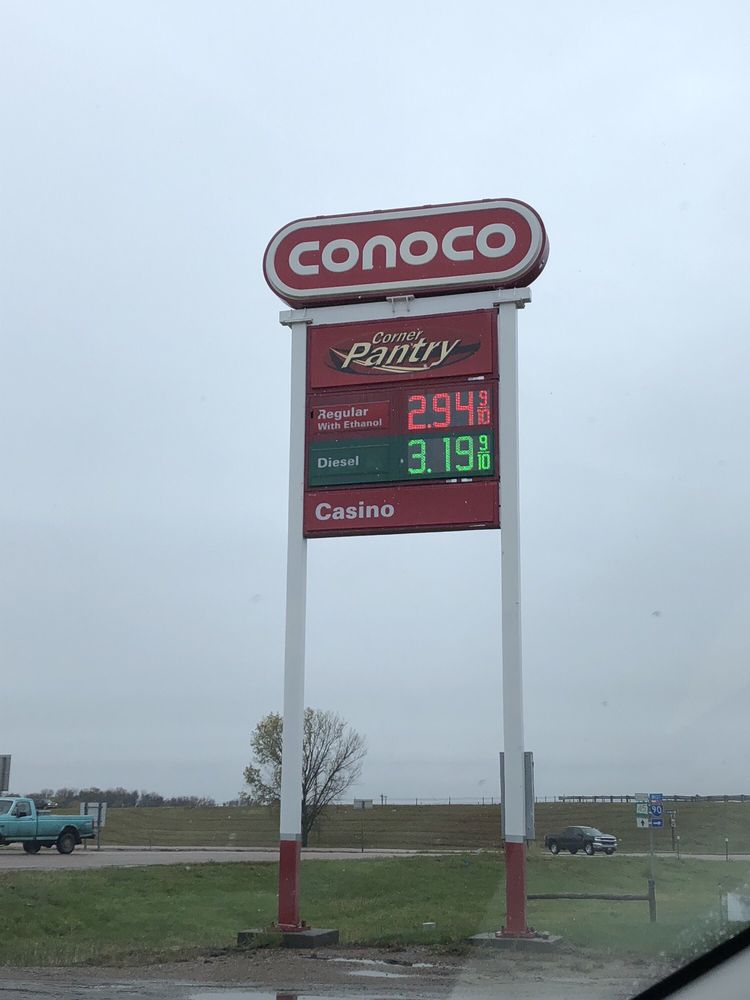 CONOCO
Corner
Pantry
Regular
With Ethanol
2.94 9/10
Diesel
3.19 9/10
Casino
90